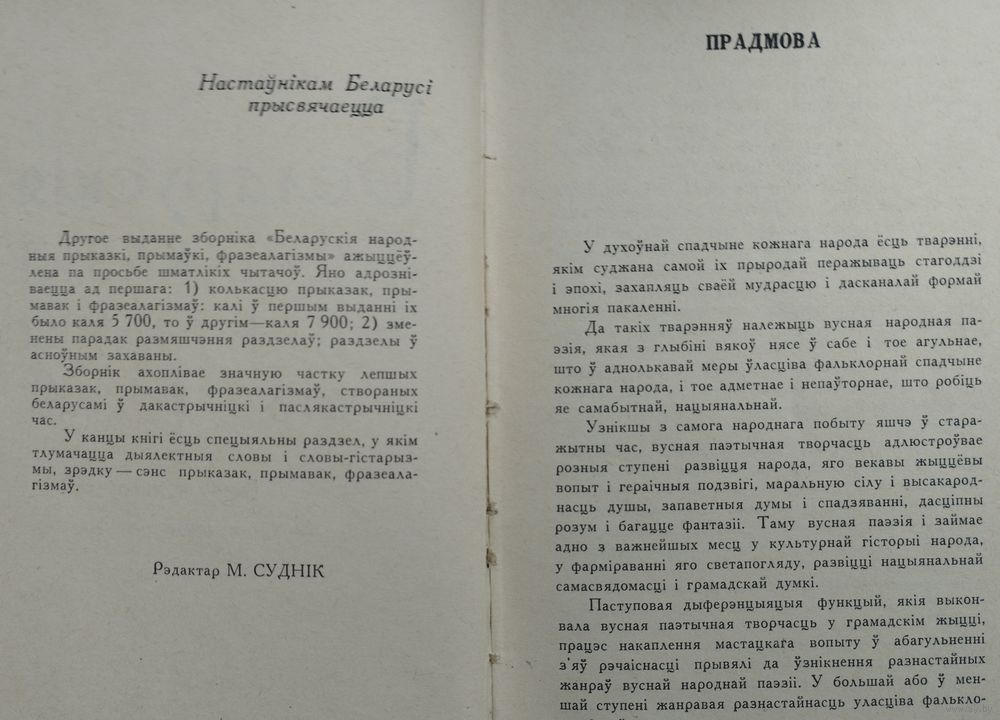 Настаўнікам Беларусі
прысвячаецца
Другое выданне зборніка «Беларускія народ-
ныя прыказкі, прымаўкі, фразеалагізмы» ажыццёў-
лена па просьбе шматлікіх чытачоў. Яно адрозні-
ваецца ад першага: 1) колькасцю прыказак, пры-
мавак і фразеалагізмаў: калі ў першым выданні іх
было каля 5 700, то ў другім—каля 7 900; 2) зме-
нены парадак размяшчэння раздзелаў; раздзелы ў
асноўным захаваны.
Зборнік ахоплівае значную частку лепшых
прыказак, прымавак, фразеалагізмаў, створаных
беларусамі ў дакастрычніцкі і паслякастрычніцкі
час.
У канцы кнігі ёсць спецыяльны раздзел, у якім
тлумачацца дыялектныя словы і словы-гістарыз-
мы, зрэдку — сэнс прыказак, прымавак, фразеала-
гізмаў.
Рэдактар М. СУДНІК
ПРАДМОВА
У духоўнай спадчыне кожнага народа ёсць тварэнні,
якім суджана самой іх прыродай перажываць стагоддзі
і эпохі, захапляць сваёй мудрасцю і дасканалай формай
многія пакаленні.
Да такіх тварэнняў належыць вусная народная па-
эзія, якая з глыбіні вякоў нясе ў сабе і тое агульнае,
што ў аднолькавай меры ўласціва фальклорнай спадчыне
кожнага народа, і тое адметнае і непаўторнае, што робіць
яе самабытнай, нацыянальнай.
Узнікшы з самога народнага побыту яшчэ ў стара-
жытны час, вусная паэтычная творчасць адлюстроўвае
розныя ступені развіцця народа, яго векавы жыццёвы
вопыт і гераічныя подзвігі, маральную сілу і высакарод-
насць душы, запаветныя думы і спадзяванні, дасціпны
розум і багацце фантазіі. Таму вусная паэзія і займае
адно з важнейшых месц у культурнай гісторыі народа,
у фарміраванні яго светапогляду, развіцці нацыянальнай
самасвядомасці і грамадскай думкі.
Паступовая дыферэнцыяцыя функцый, якія выкон-
вала вусная паэтычная творчасць у грамадскім жыцці,
працэс накаплення мастацкага вопыту ў абагульненні
з'яў рэчаіснасці прывялі да ўзнікнення разнастайных
жанраў вуснай народнай паэзіі. У большай або ў мен-
шай ступені жанравая разнастайнасць уласціва фалькло-